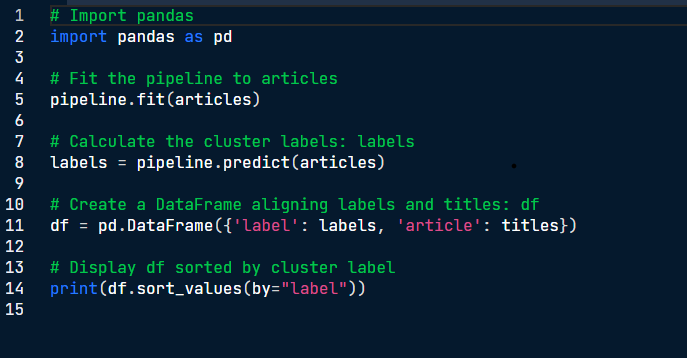 1 # Import pandas
2 import pandas as pd
3
4 # Fit the pipeline to articles
5 pipeline.fit(articles)
6
7 # Calculate the cluster labels: labels
8 labels = pipeline.predict(articles)
9
10 # Create a DataFrame aligning labels and titles: df
11 df = pd.DataFrame({'label': labels, 'article': titles})
12
13 # Display df sorted by cluster label
14 print(df.sort_values(by="label"))
15